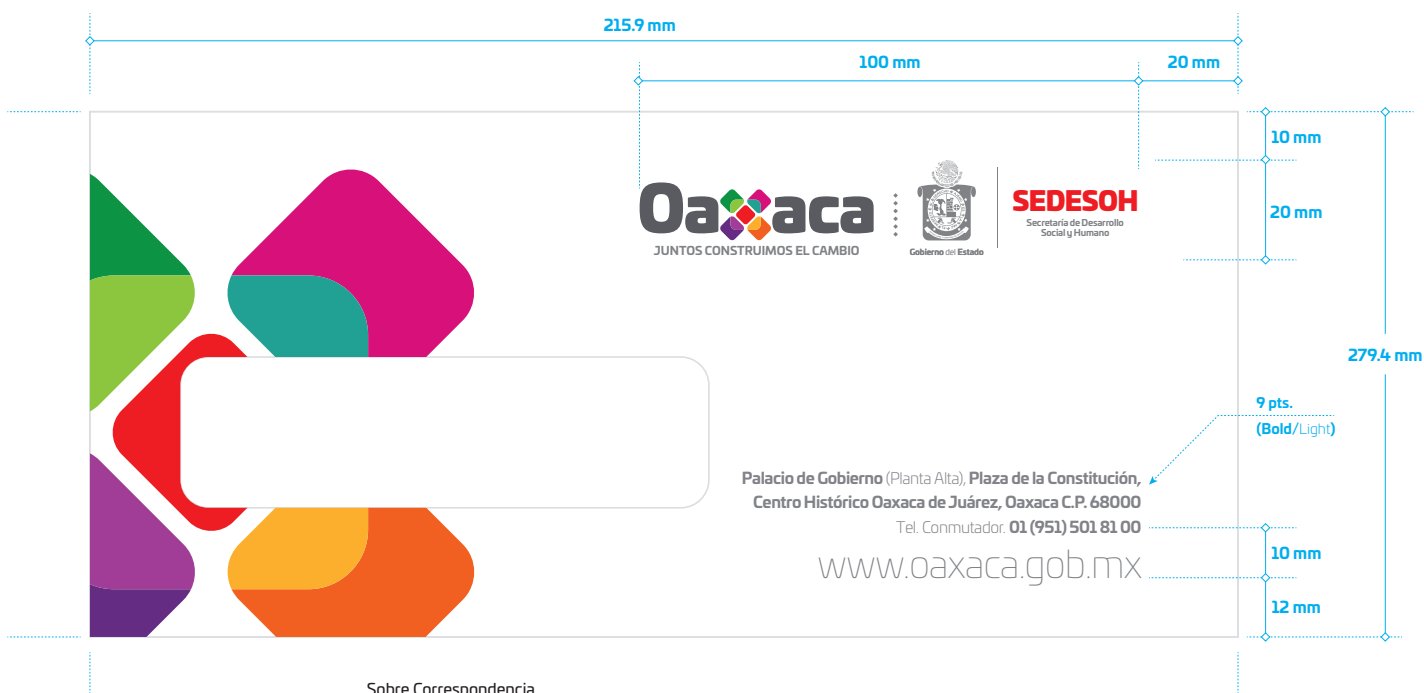 215.9 mm
100 mm
20 mm
10 mm
20 mm
279.4 mm
Oaxaca
JUNTOS CONSTRUIMOS EL CAMBIO
Gobierno del Estado
SEDESOH
Secretaría de Desarrollo
Social y Humano
9 pts.
(Bold/Light)
Palacio de Gobierno (Planta Alta), Plaza de la Constitución,
Centro Histórico Oaxaca de Juárez, Oaxaca C.P. 68000
Tel. Conmutador. 01 (951) 501 81 00
www.oaxaca.gob.mx
10 mm
12 mm
Sobre Correspondencia